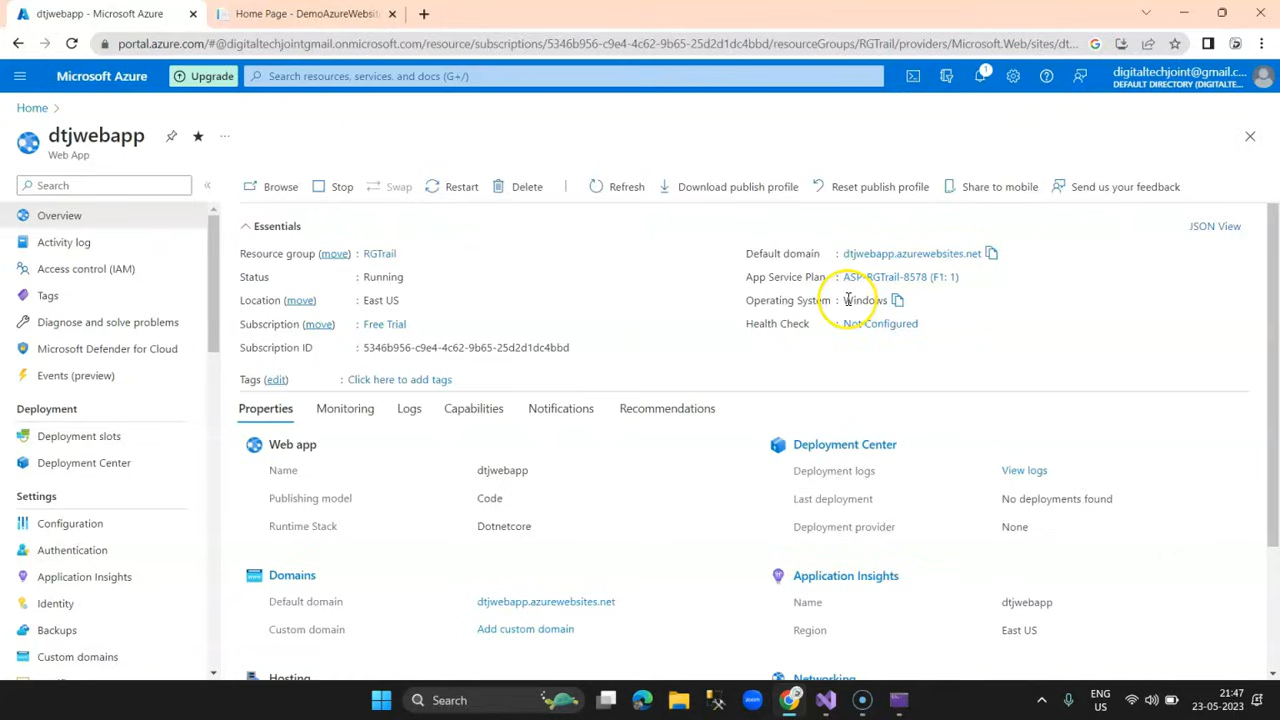 dtjwebapp - Microsoft Azure
Home Page - DemoAzureWebsit
portal.azure.com/#@digitaltechjointgmail.onmicrosoft.com/resource/subscriptions/5346b956-c9e4-4c62-9b65-25d2d1dc4bbd/resourceGroups/RGTrail/providers/Microsoft.Web/sites/dt...
Microsoft Azure
Upgrade
Search resources, services, and docs (G+/)
1
digitaltechjoint@gmail.c...
DEFAULT DIRECTORY (DIGITALTE...
Home
dtjwebapp
Web App
Search
Browse Stop Swap Restart Delete Refresh Download publish profile Reset publish profile Share to mobile Send us your feedback
Overview
Activity log
Access control (IAM)
Tags
Diagnose and solve problems
Microsoft Defender for Cloud
Events (preview)
Deployment
Deployment slots
Deployment Center
Settings
Configuration
Authentication
Application Insights
Identity
Backups
Custom domains
Essentials
JSON View
Resource group (move) : RGTrail
Status : Running
Location (move) : East US
Subscription (move) : Free Trial
Subscription ID : 5346b956-c9e4-4c62-9b65-25d2d1dc4bbd
Default domain : dtjwebapp.azurewebsites.net
App Service Plan : ASP-RGTrail-8578 (F1: 1)
Operating System : Windows
Health Check : Not Configured
Tags (edit) : Click here to add tags
Properties Monitoring Logs Capabilities Notifications Recommendations
Web app
Name dtjwebapp
Publishing model Code
Runtime Stack Dotnetcore
Deployment Center
Deployment logs View logs
Last deployment No deployments found
Deployment provider None
Domains
Default domain dtjwebapp.azurewebsites.net
Custom domain Add custom domain
Application Insights
Name dtjwebapp
Region East US
Hosting
Networking
Search
ENG
US
21:47
23-05-2023